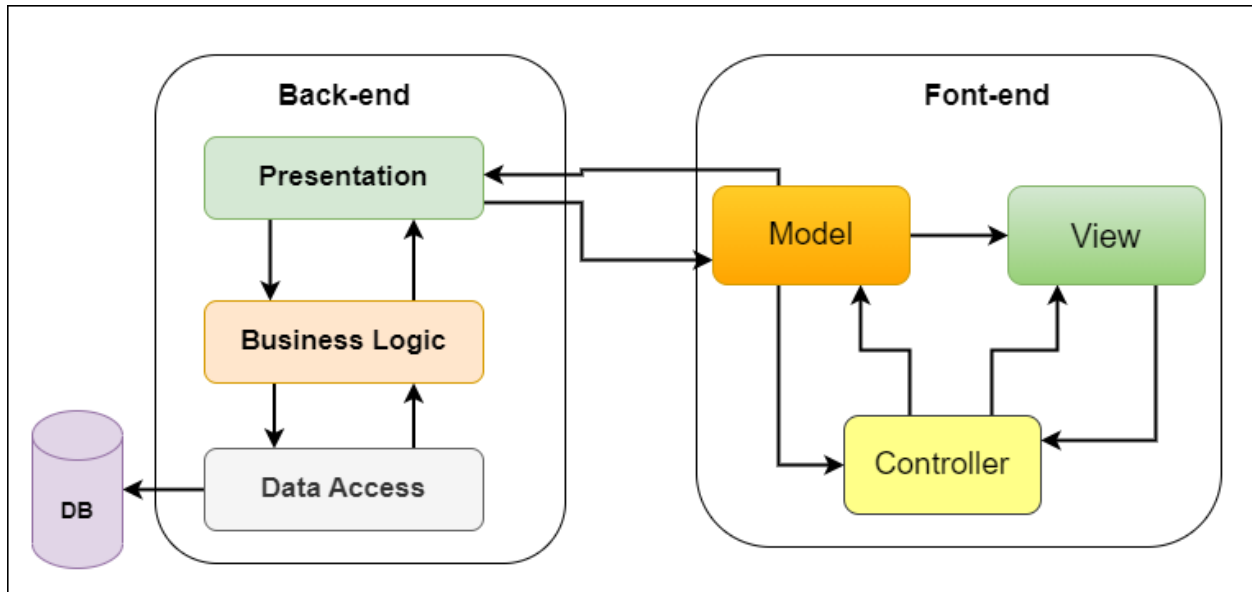 Back-end
Presentation
Business Logic
Data Access
DB
Font-end
Model
View
Controller